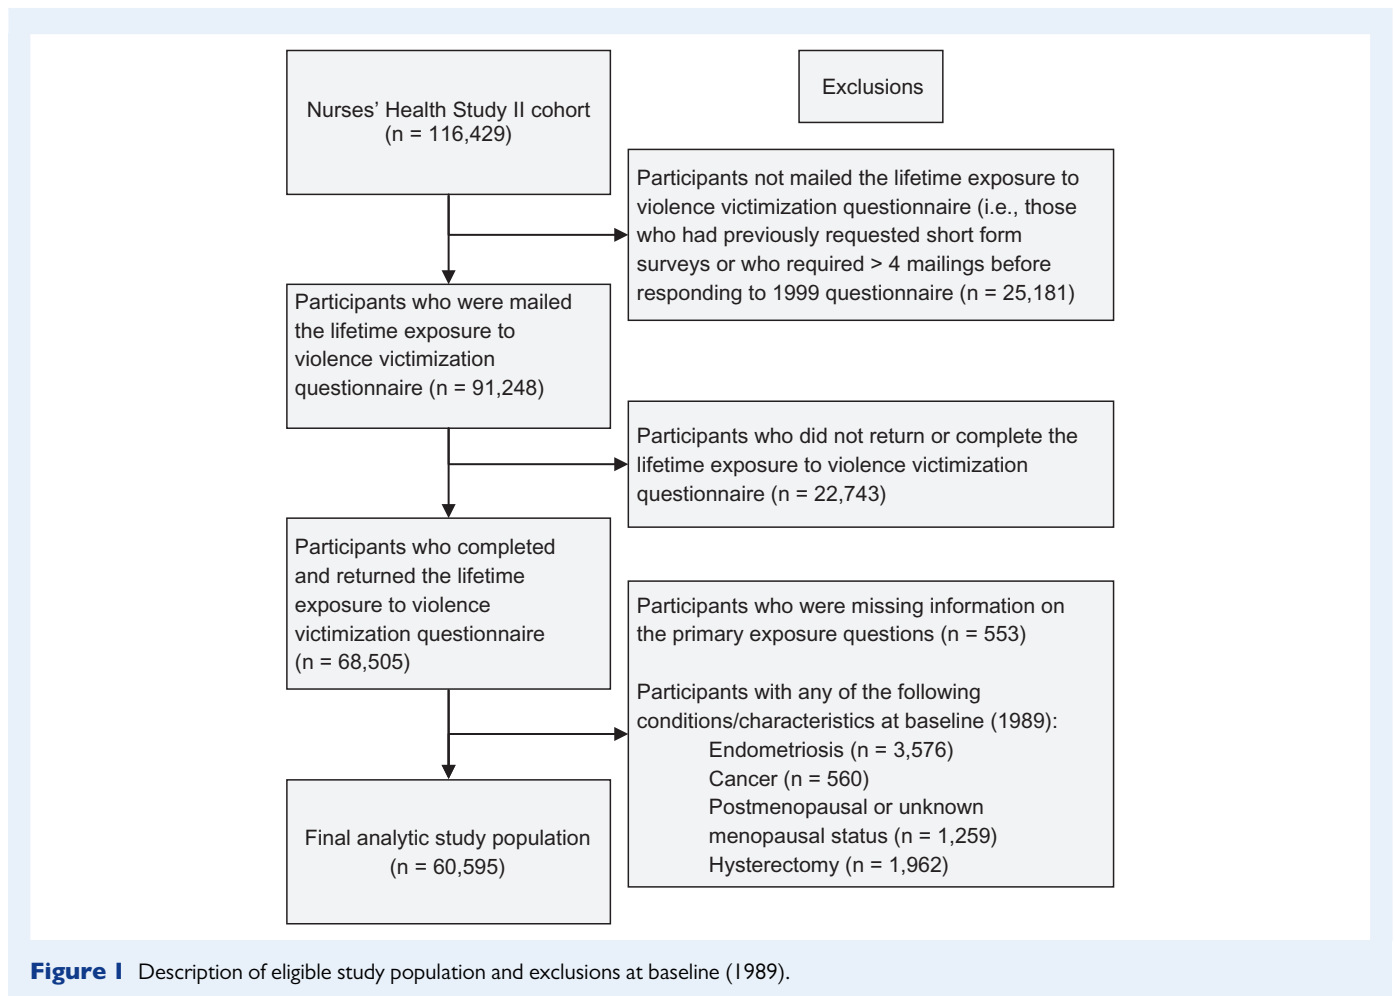 Nurses' Health Study II cohort
(n = 116,429)
Exclusions
Participants not mailed the lifetime exposure to
violence victimization questionnaire (i.e., those
who had previously requested short form
surveys or who required > 4 mailings before
responding to 1999 questionnaire (n = 25,181)
Participants who were mailed
the lifetime exposure to
violence victimization
questionnaire (n = 91,248)
Participants who did not return or complete the
lifetime exposure to violence victimization
questionnaire (n = 22,743)
Participants who completed
and returned the lifetime
exposure to violence
victimization questionnaire
(n = 68,505)
Participants who were missing information on
the primary exposure questions (n = 553)
Participants with any of the following
conditions/characteristics at baseline (1989):
Endometriosis (n = 3,576)
Cancer (n = 560)
Postmenopausal or unknown
menopausal status (n = 1,259)
Hysterectomy (n = 1,962)
Final analytic study population
(n = 60,595)
Figure 1 Description of eligible study population and exclusions at baseline (1989).